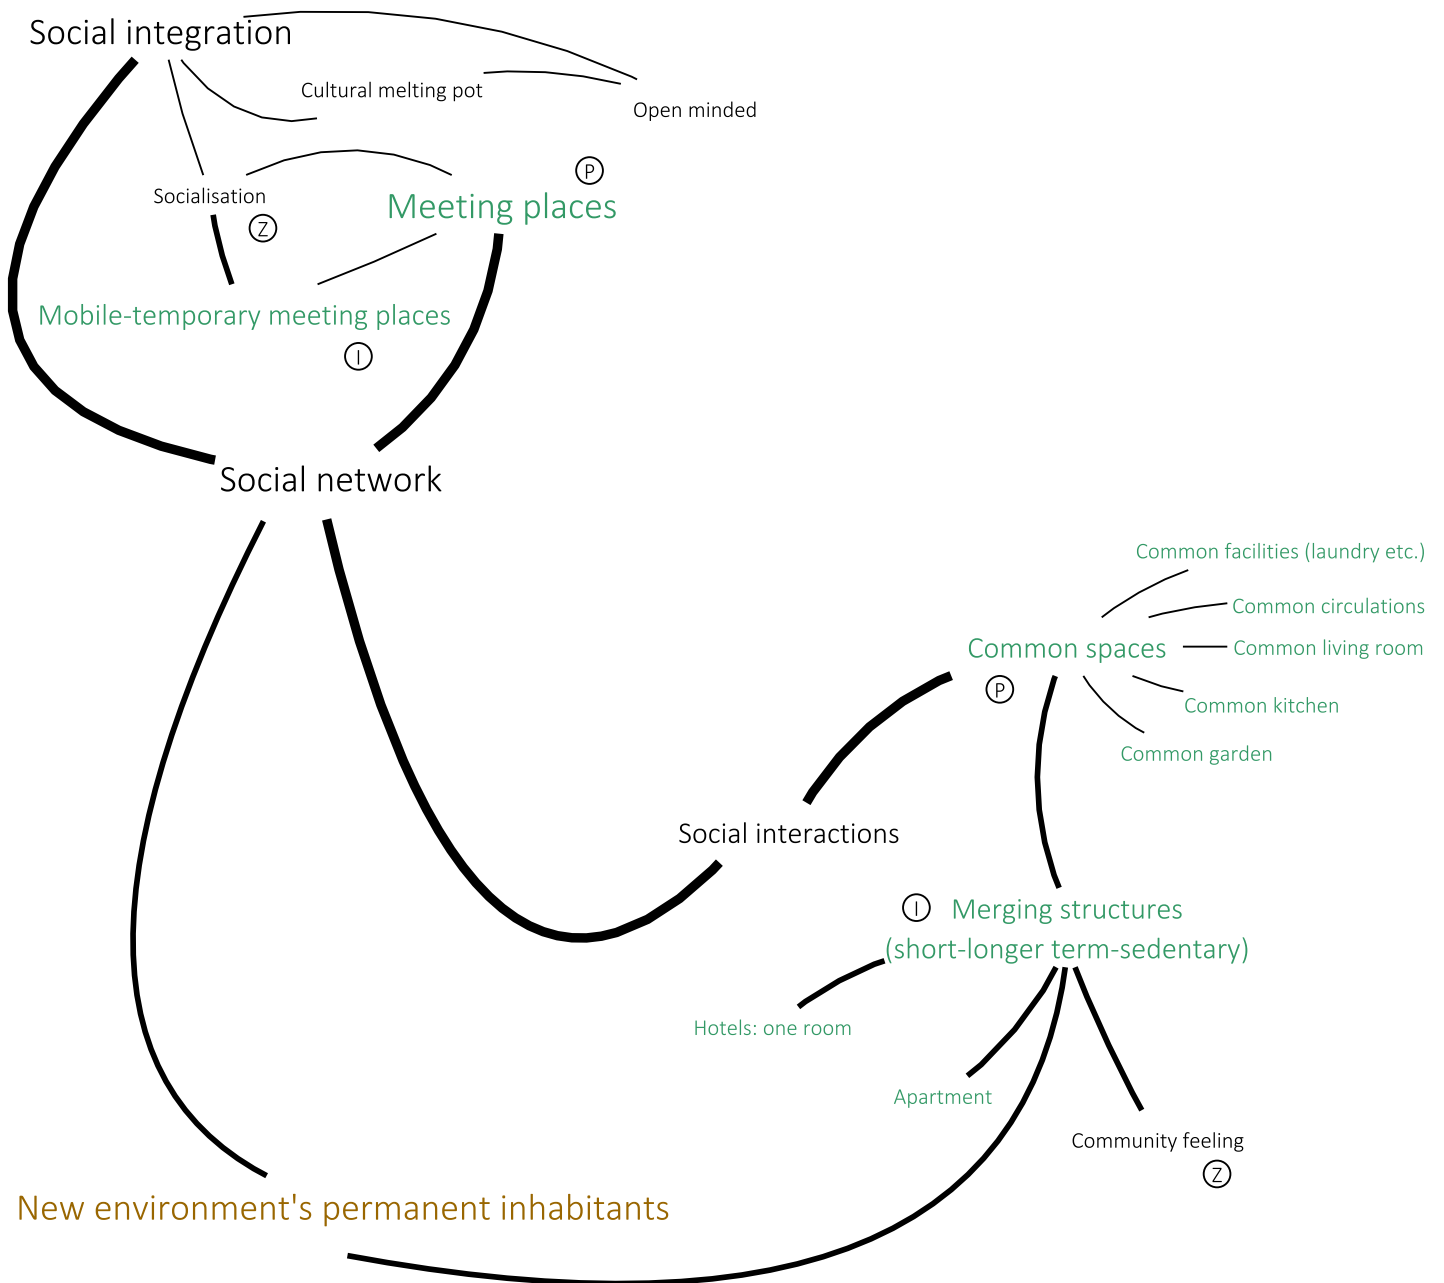 Social integration
Cultural melting pot
Open minded
P
Socialisation
Meeting places
Z
Mobile-temporary meeting places
I
Social network
Common facilities (laundry etc.)
Common circulations
Common spaces
Common living room
P
Common kitchen
Common garden
Social interactions
I
Merging structures
(short-longer term-sedentary)
Hotels: one room
Apartment
Community feeling
Z
New environment's permanent inhabitants